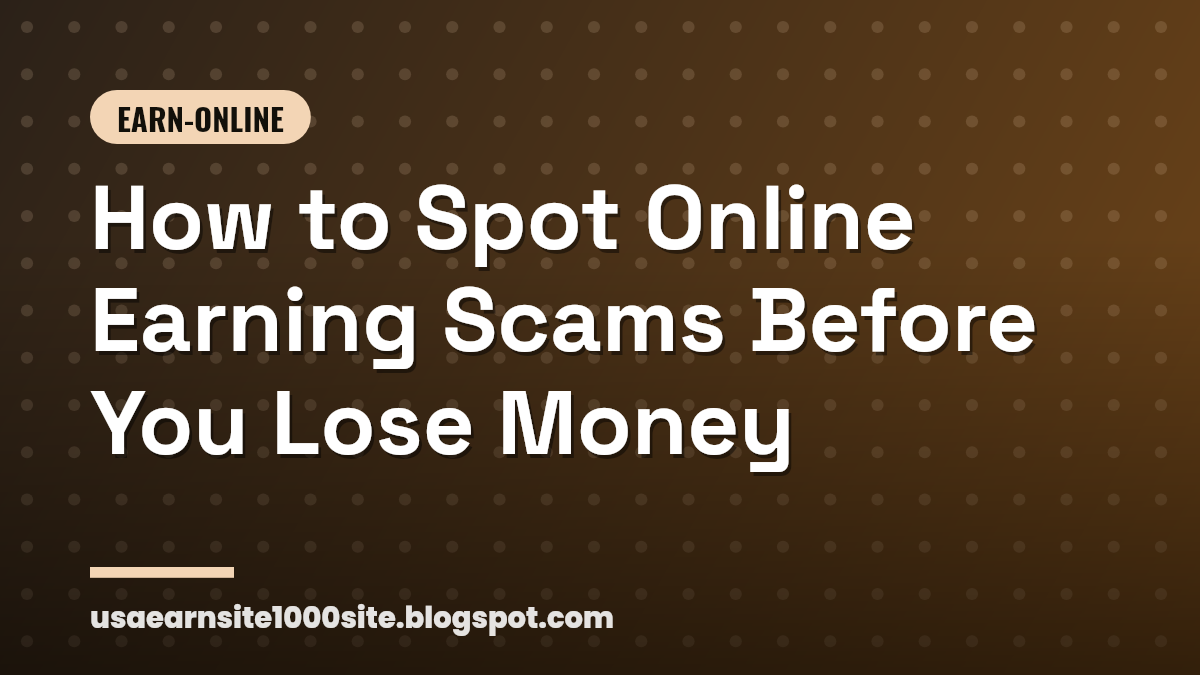 EARN-ONLINE
How to Spot Online
Earning Scams Before
You Lose Money
usaearnsite1000site.blogspot.com